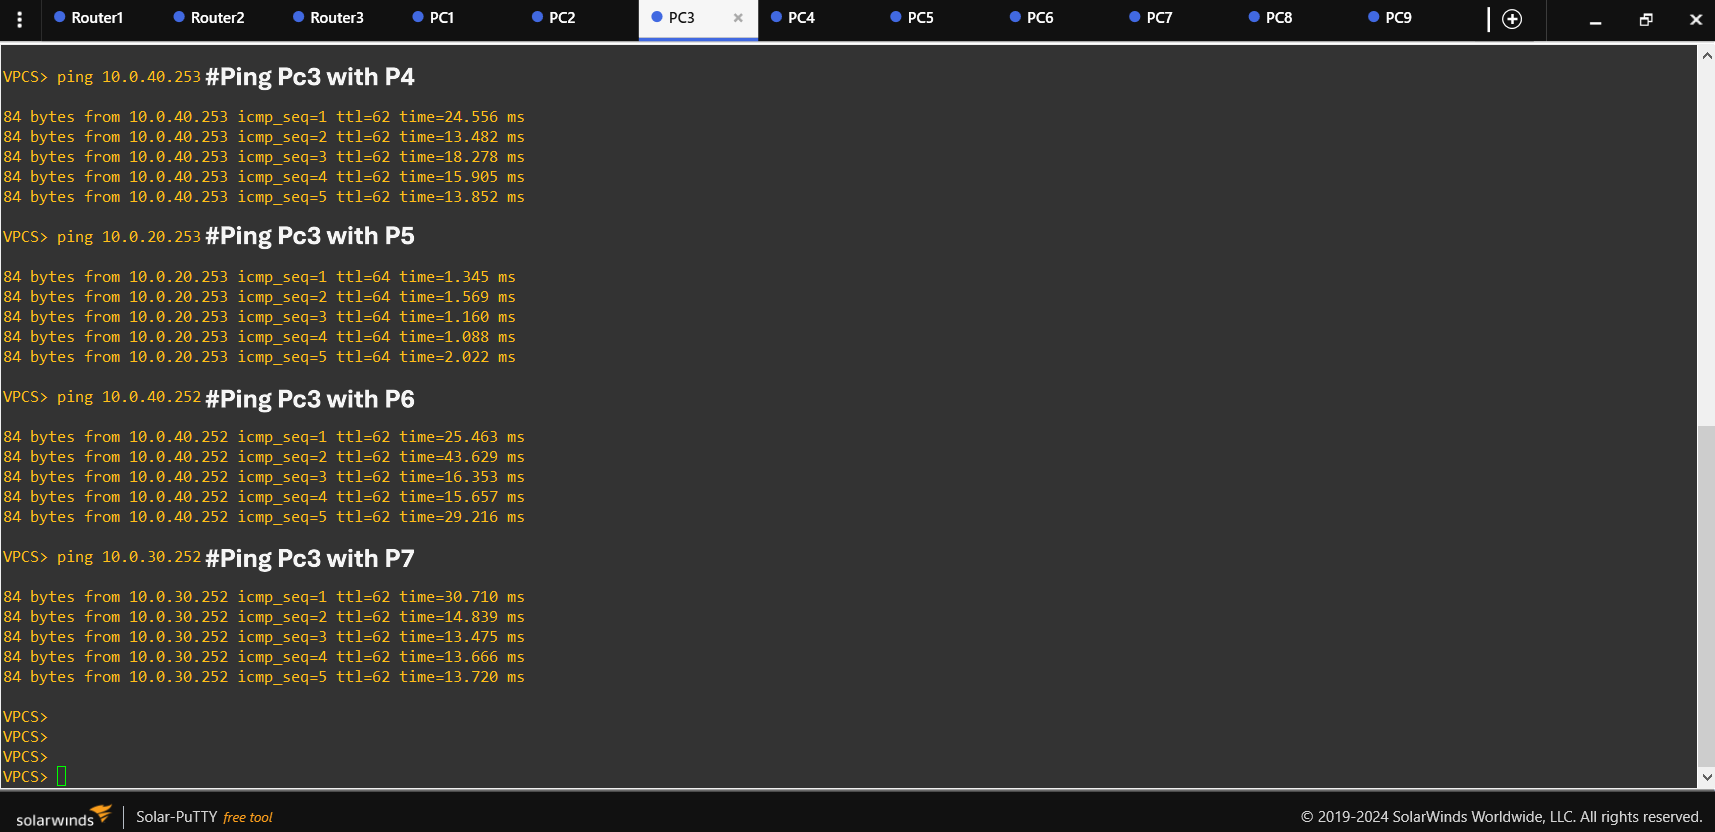 Router1 Router2 Router3 PC1 PC2 PC3 PC4 PC5 PC6 PC7 PC8 PC9
VPCS> ping 10.0.40.253 #Ping Pc3 with P4
84 bytes from 10.0.40.253 icmp_seq=1 ttl=62 time=24.556 ms
84 bytes from 10.0.40.253 icmp_seq=2 ttl=62 time=13.482 ms
84 bytes from 10.0.40.253 icmp_seq=3 ttl=62 time=18.278 ms
84 bytes from 10.0.40.253 icmp_seq=4 ttl=62 time=15.905 ms
84 bytes from 10.0.40.253 icmp_seq=5 ttl=62 time=13.852 ms
VPCS> ping 10.0.20.253 #Ping Pc3 with P5
84 bytes from 10.0.20.253 icmp_seq=1 ttl=64 time=1.345 ms
84 bytes from 10.0.20.253 icmp_seq=2 ttl=64 time=1.569 ms
84 bytes from 10.0.20.253 icmp_seq=3 ttl=64 time=1.160 ms
84 bytes from 10.0.20.253 icmp_seq=4 ttl=64 time=1.088 ms
84 bytes from 10.0.20.253 icmp_seq=5 ttl=64 time=2.022 ms
VPCS> ping 10.0.40.252 #Ping Pc3 with P6
84 bytes from 10.0.40.252 icmp_seq=1 ttl=62 time=25.463 ms
84 bytes from 10.0.40.252 icmp_seq=2 ttl=62 time=43.629 ms
84 bytes from 10.0.40.252 icmp_seq=3 ttl=62 time=16.353 ms
84 bytes from 10.0.40.252 icmp_seq=4 ttl=62 time=15.657 ms
84 bytes from 10.0.40.252 icmp_seq=5 ttl=62 time=29.216 ms
VPCS> ping 10.0.30.252 #Ping Pc3 with P7
84 bytes from 10.0.30.252 icmp_seq=1 ttl=62 time=30.710 ms
84 bytes from 10.0.30.252 icmp_seq=2 ttl=62 time=14.839 ms
84 bytes from 10.0.30.252 icmp_seq=3 ttl=62 time=13.475 ms
84 bytes from 10.0.30.252 icmp_seq=4 ttl=62 time=13.666 ms
84 bytes from 10.0.30.252 icmp_seq=5 ttl=62 time=13.720 ms
VPCS>
VPCS>
VPCS>
VPCS>
solarwinds Solar-PuTTY free tool © 2019-2024 SolarWinds Worldwide, LLC. All rights reserved.